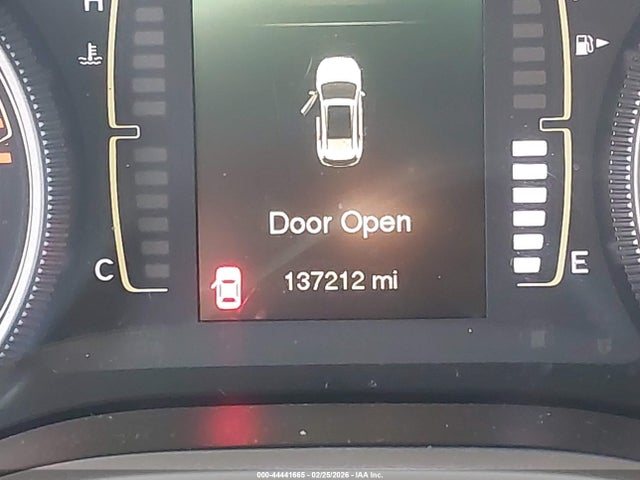 H
C
E
Door Open
137212 mi
000-44441665 - 02/25/2026 - IAA Inc.